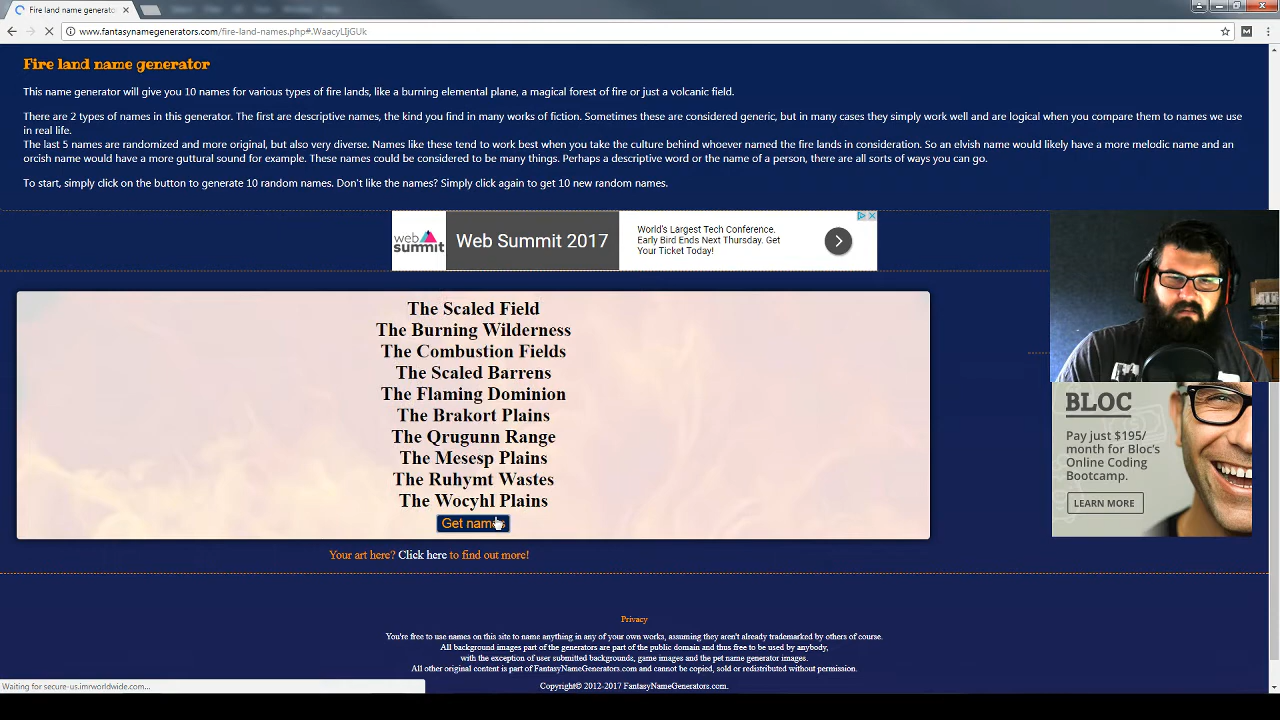 Fire land name generator
www.fantasynamegenerators.com/fire-land-names.php#.WaacyLIjGUk
Fire land name generator
This name generator will give you 10 names for various types of fire lands, like a burning elemental plane, a magical forest of fire or just a volcanic field.
There are 2 types of names in this generator. The first are descriptive names, the kind you find in many works of fiction. Sometimes these are considered generic, but in many cases they simply work well and are logical when you compare them to names we use
in real life.
The last 5 names are randomized and more original, but also very diverse. Names like these tend to work best when you take the culture behind whoever named the fire lands in consideration. So an elvish name would likely have a more melodic name and an
orcish name would have a more guttural sound for example. These names could be considered to be many things. Perhaps a descriptive word or the name of a person, there are all sorts of ways you can go.
To start, simply click on the button to generate 10 random names. Don't like the names? Simply click again to get 10 new random names.
web summit
Web Summit 2017
World's Largest Tech Conference.
Early Bird Ends Next Thursday. Get
Your Ticket Today!
The Scaled Field
The Burning Wilderness
The Combustion Fields
The Scaled Barrens
The Flaming Dominion
The Brakort Plains
The Qrugunn Range
The Mesesp Plains
The Ruhymt Wastes
The Wocyhl Plains
Get names
Your art here? Click here to find out more!
BLOC
Pay just $195/
month for Bloc's
Online Coding
Bootcamp.
LEARN MORE
Privacy
You're free to use names on this site to name anything in any of your own works, assuming they aren't already trademarked by others of course.
All background images part of the generators are part of the public domain and thus free to be used by anybody,
with the exception of user submitted backgrounds, game images and the pet name generator images.
All other original content is part of FantasyNameGenerators.com and cannot be copied, sold or redistributed without permission.
Copyright© 2012-2017 FantasyNameGenerators.com.
Waiting for secure-us.imrworldwide.com...